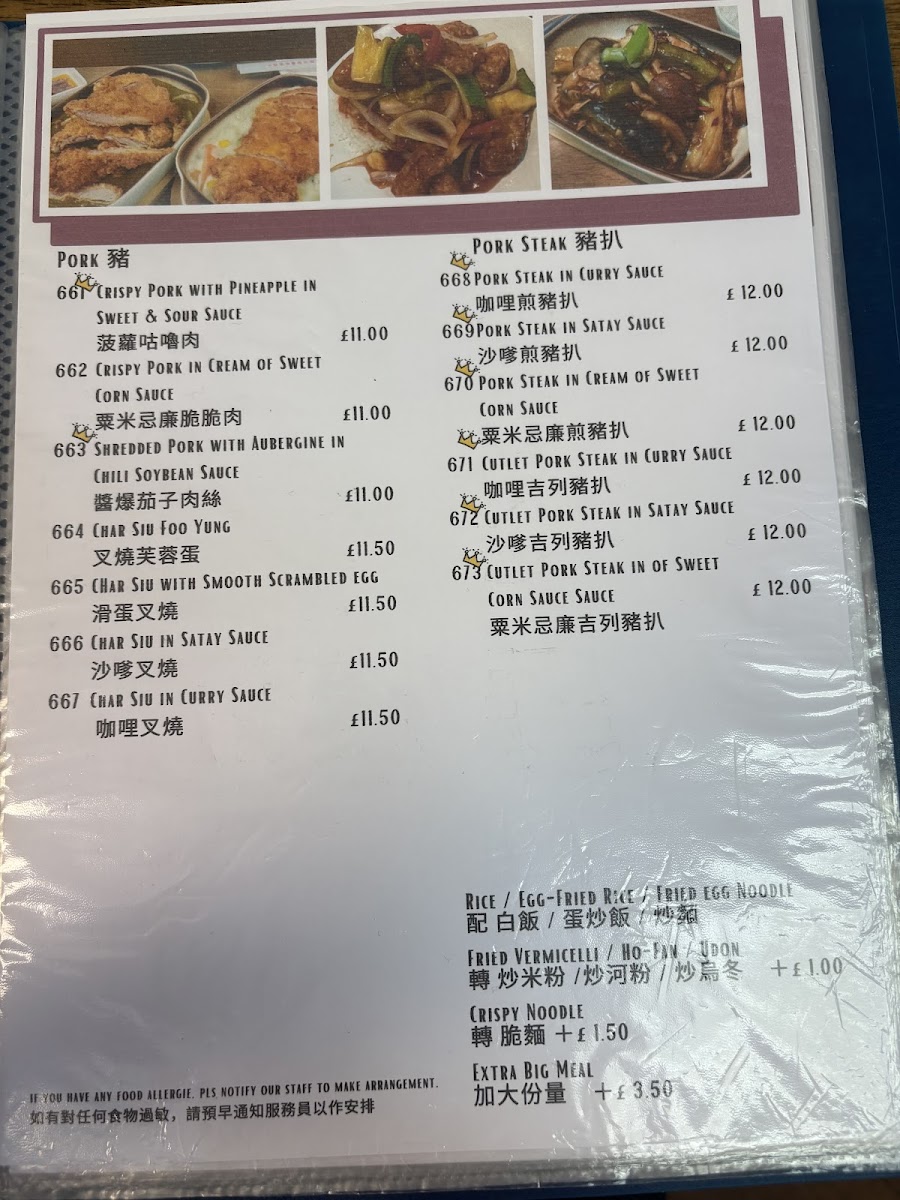 Pork 豬
661 Crispy Pork with Pineapple in
Sweet & Sour Sauce
菠蘿咕嚕肉 £11.00
662 Crispy Pork in Cream of Sweet
Corn Sauce
粟米忌廉脆脆肉 £11.00
663 Shredded Pork with Aubergine in
Chili Soybean Sauce
醬爆茄子肉絲 £11.00
664 Char Siu Foo Yung
叉燒芙蓉蛋 £11.50
665 Char Siu with Smooth Scrambled egg
滑蛋叉燒 £11.50
666 Char Siu in Satay Sauce
沙嗲叉燒 £11.50
667 Char Siu in Curry Sauce
咖哩叉燒 £11.50
Pork Steak 豬扒
668 Pork Steak in Curry Sauce
咖哩煎豬扒 £ 12.00
669 Pork Steak in Satay Sauce
沙嗲煎豬扒 £ 12.00
670 Pork Steak in Cream of Sweet
Corn Sauce
粟米忌廉煎豬扒 £ 12.00
671 Cutlet Pork Steak in Curry Sauce
咖哩吉列豬扒 £ 12.00
672 Cutlet Pork Steak in Satay Sauce
沙嗲吉列豬扒 £ 12.00
673 Cutlet Pork Steak in of Sweet
Corn Sauce Sauce £ 12.00
粟米忌廉吉列豬扒
Rice / Egg-Fried Rice / Fried egg Noodle
配 白飯 / 蛋炒飯 / 炒麵
Fried Vermicelli / Ho-Fan / Udon
轉 炒米粉 /炒河粉 / 炒烏冬 +£ 1.00
Crispy Noodle
轉 脆麵 +£ 1.50
Extra Big Meal
加大份量 +£ 3.50
If you have any food allergie. pls notify our staff to make arrangement.
如有對任何食物過敏，請預早通知服務員以作安排